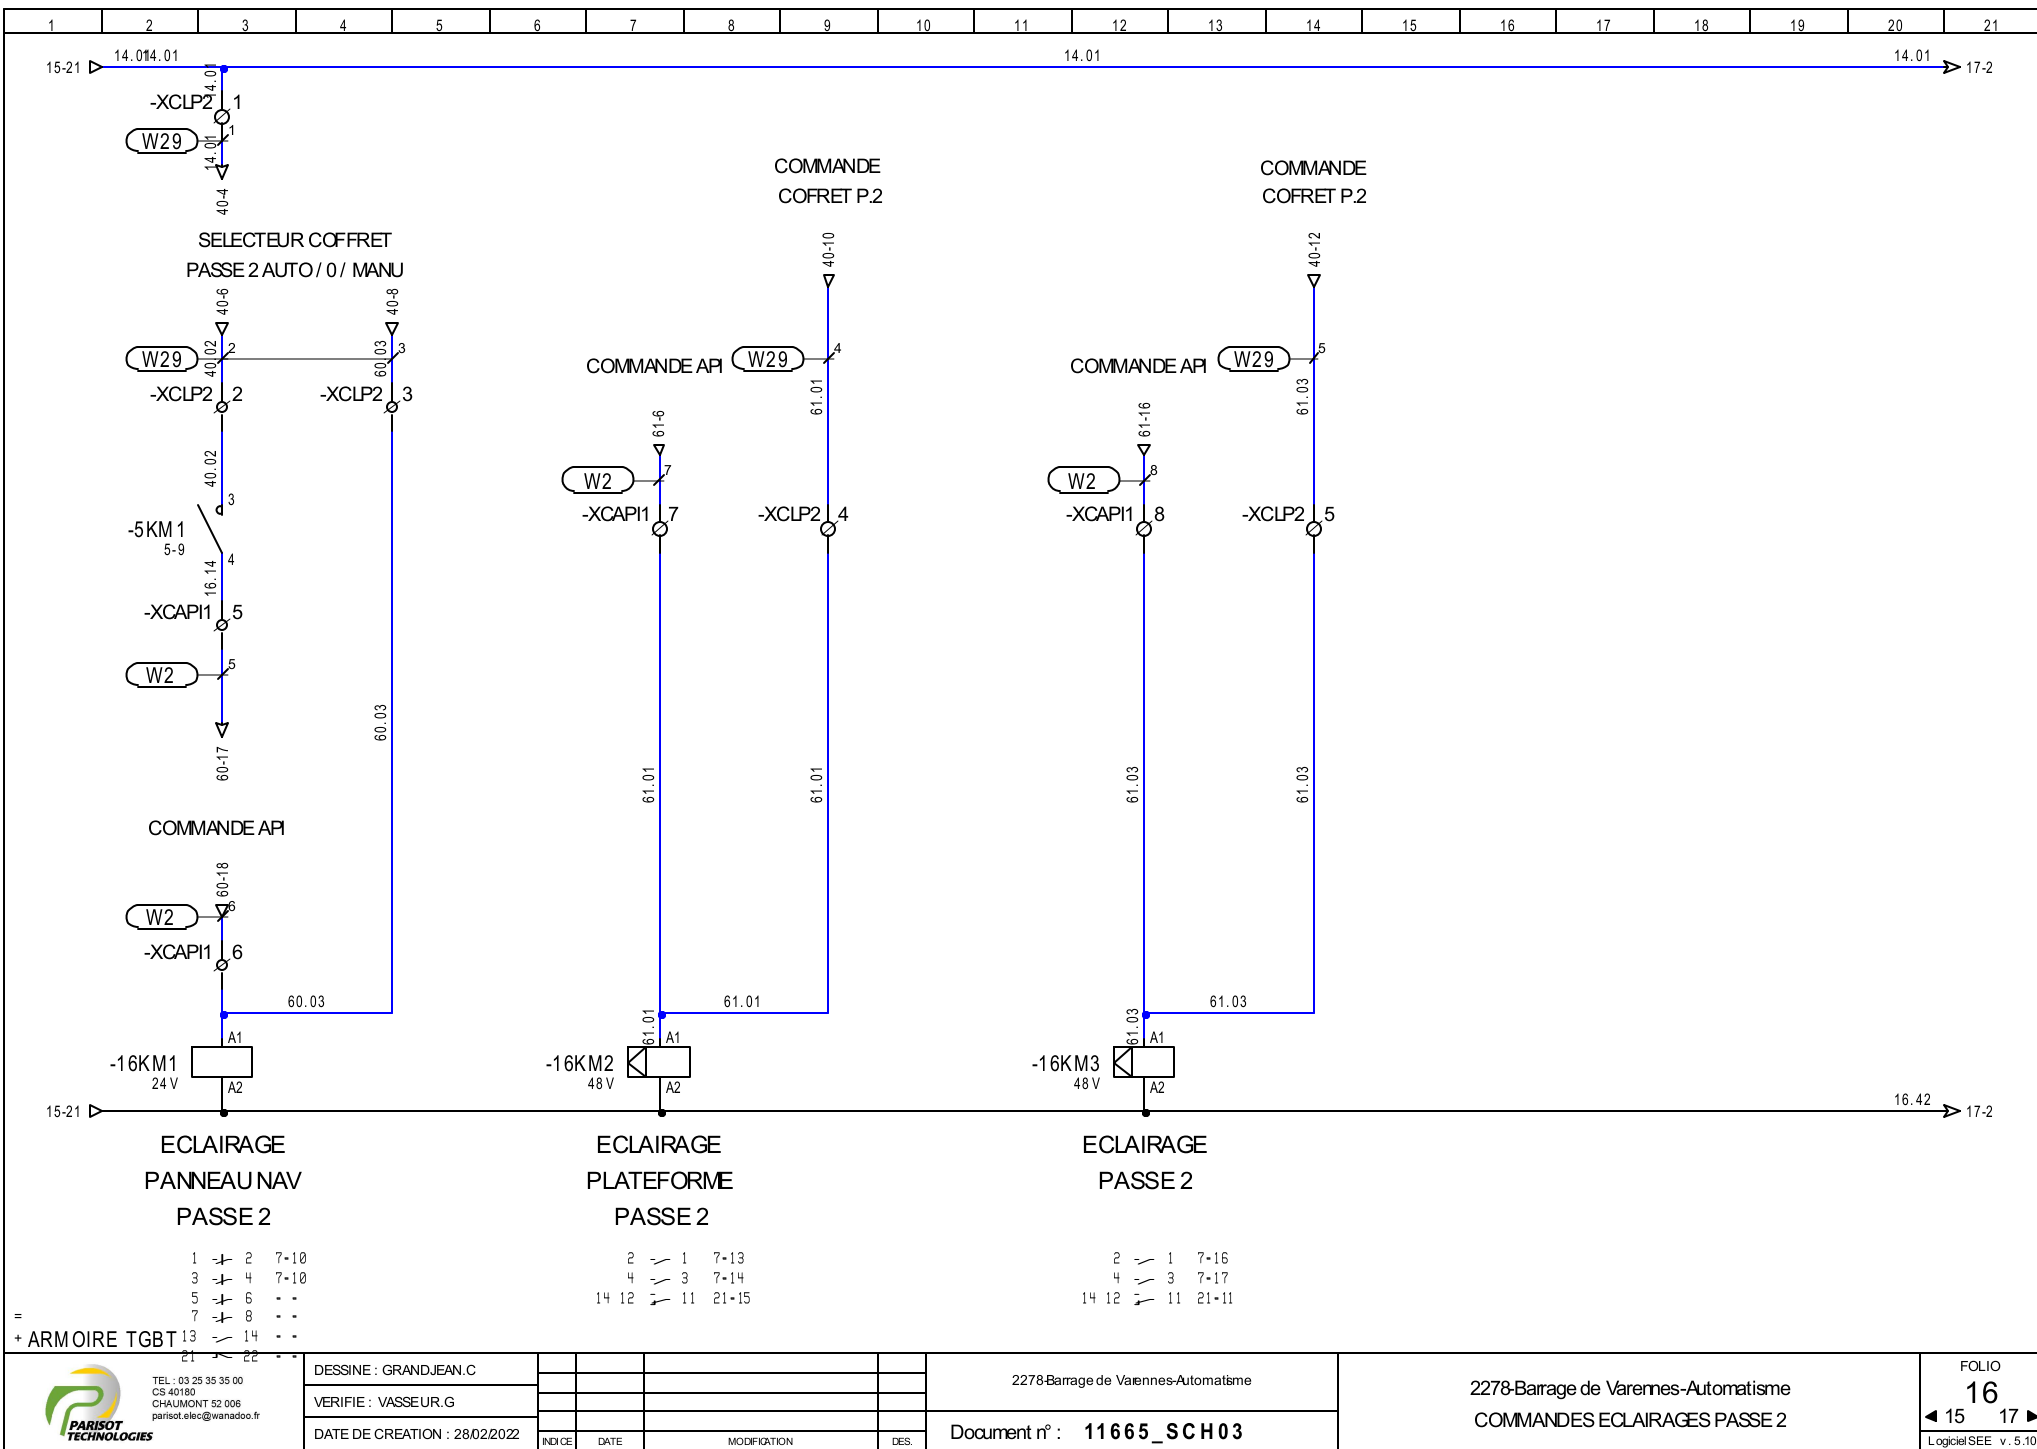 1 2 3 4 5 6 7 8 9 10 11 12 13 14 15 16 17 18 19 20 21
15-21 14.01 14.01 14.01 14.01 17-2
14.01
-XCLP2 1
W29 1
14.01
40-4
SELECTEUR COFFRET
PASSE 2 AUTO / 0 / MANU
40-6 40-8
W29 2 3
40.02 60.03
-XCLP2 2 -XCLP2 3
40.02
3
-5KM1
5-9
4
16.14
-XCAPI1 5
W2 5
60-17
60.03
COMMANDE API
60-18
W2 6
-XCAPI1 6
60.03
COMMANDE
COFRET P.2
40-10
COMMANDE API W29 4
61.01
61-6
W2 7
-XCAPI1 7 -XCLP2 4
61.01 61.01
61.01
61.01
COMMANDE
COFRET P.2
40-12
COMMANDE API W29 5
61.03
61-16
W2 8
-XCAPI1 8 -XCLP2 5
61.03 61.03
61.03
61.03
A1 A1 A1
-16KM1 -16KM2 -16KM3
24 V 48 V 48 V
A2 A2 A2
15-21 16.42 17-2
ECLAIRAGE
PANNEAU NAV
PASSE 2
ECLAIRAGE
PLATEFORME
PASSE 2
ECLAIRAGE
PASSE 2
1 2 7-10
3 4 7-10
5 6 - -
7 8 - -
13 14 - -
21 22 - -
2 1 7-13
4 3 7-14
14 12 11 21-15
2 1 7-16
4 3 7-17
14 12 11 21-11
=
+ ARMOIRE TGBT
PARISOT
TECHNOLOGIES
TEL : 03 25 35 35 00
CS 40180
CHAUMONT 52 006
parisot.elec@wanadoo.fr
DESSINE : GRANDJEAN.C
VERIFIE : VASSEUR.G
DATE DE CREATION : 28/02/2022
INDICE DATE MODIFICATION DES.
2278-Barrage de Varennes-Automatisme
Document n° : 11665_SCH03
2278-Barrage de Varennes-Automatisme
COMMANDES ECLAIRAGES PASSE 2
FOLIO
16
15 17
Logiciel SEE v. 5.10